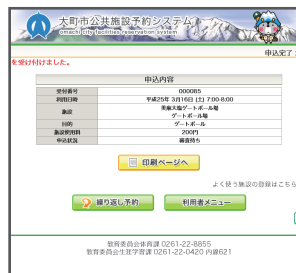 大町市公共施設予約システム
omachi city facilities reservation system
申込完了
を受け付けました。
申込内容
受付番号 000085
利用日時 平成25年 3月16日 (土) 7:00-8:00
施設 美麻大塩ゲートボール場
ゲートボール場
目的 ゲートボール
施設使用料 200円
申込状況 審査待ち
印刷ページへ
よく使う施設の登録はこちら
繰り返し予約 利用者メニュー
教育委員会体育課 0261-22-8855
教育委員会生涯学習課 0261-22-0420 内線621